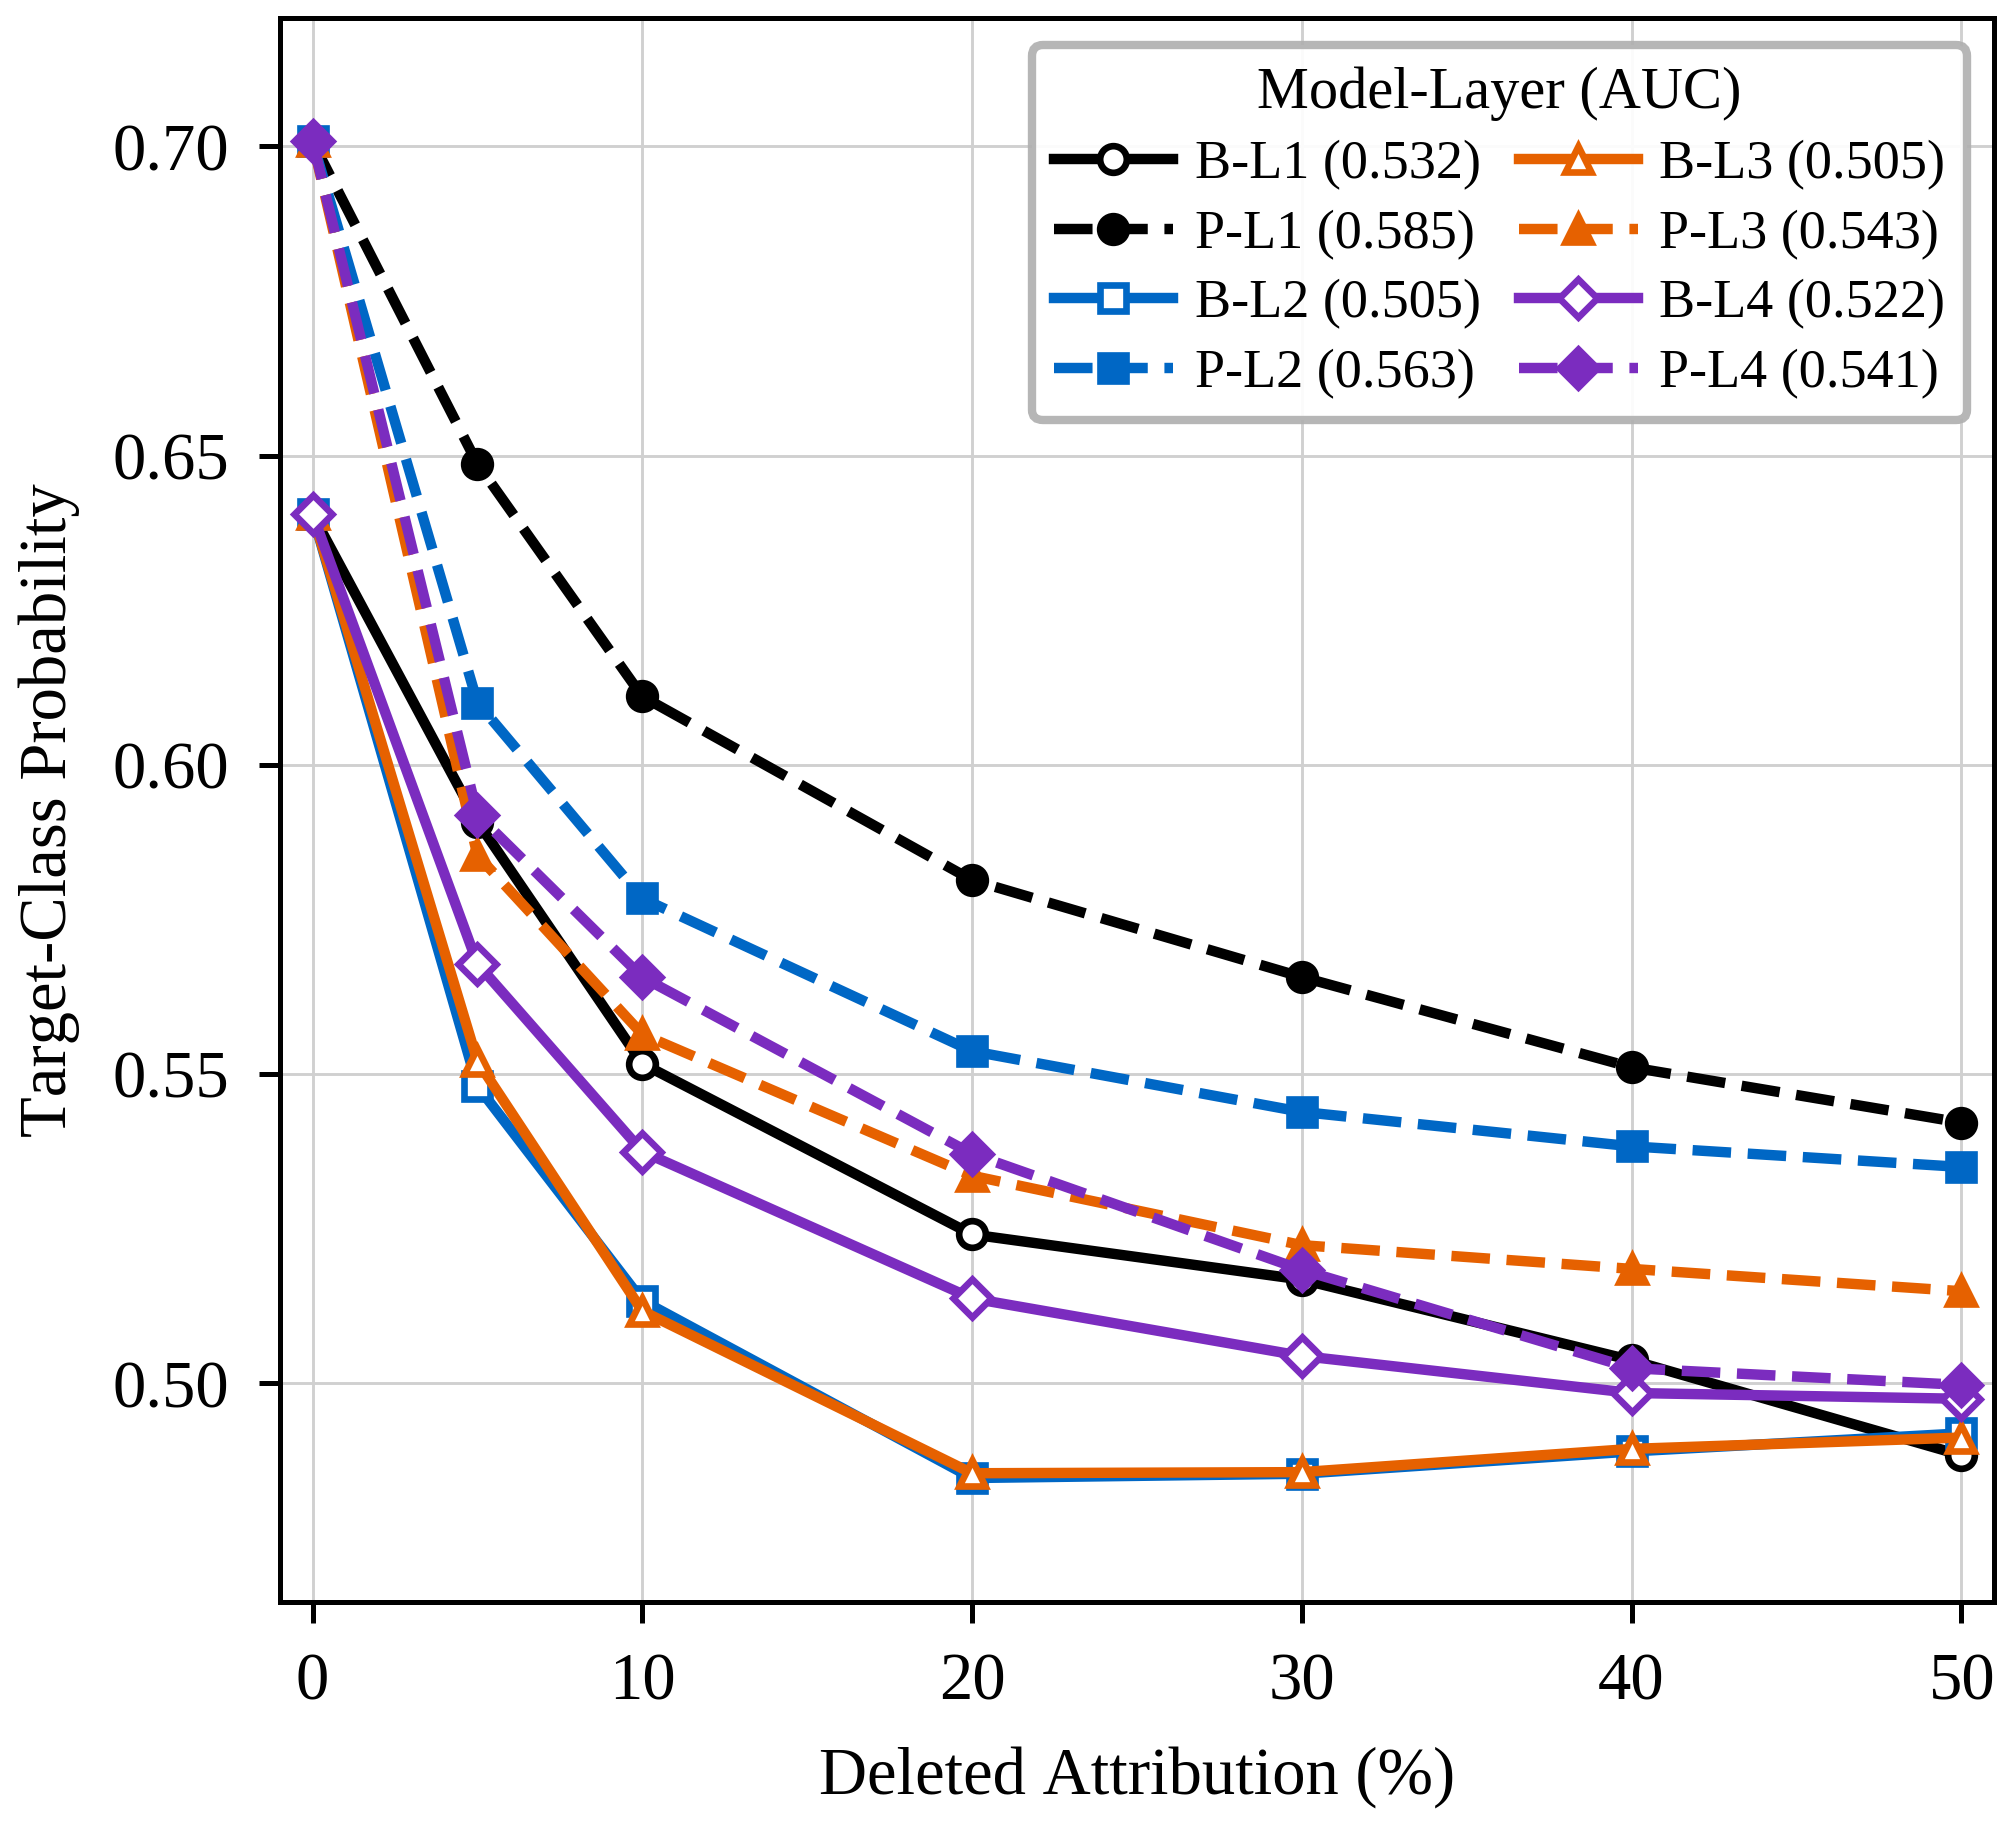 Model-Layer (AUC)
B-L1 (0.532)
P-L1 (0.585)
B-L2 (0.505)
P-L2 (0.563)
B-L3 (0.505)
P-L3 (0.543)
B-L4 (0.522)
P-L4 (0.541)
Target-Class Probability
0.70
0.65
0.60
0.55
0.50
0 10 20 30 40 50
Deleted Attribution (%)